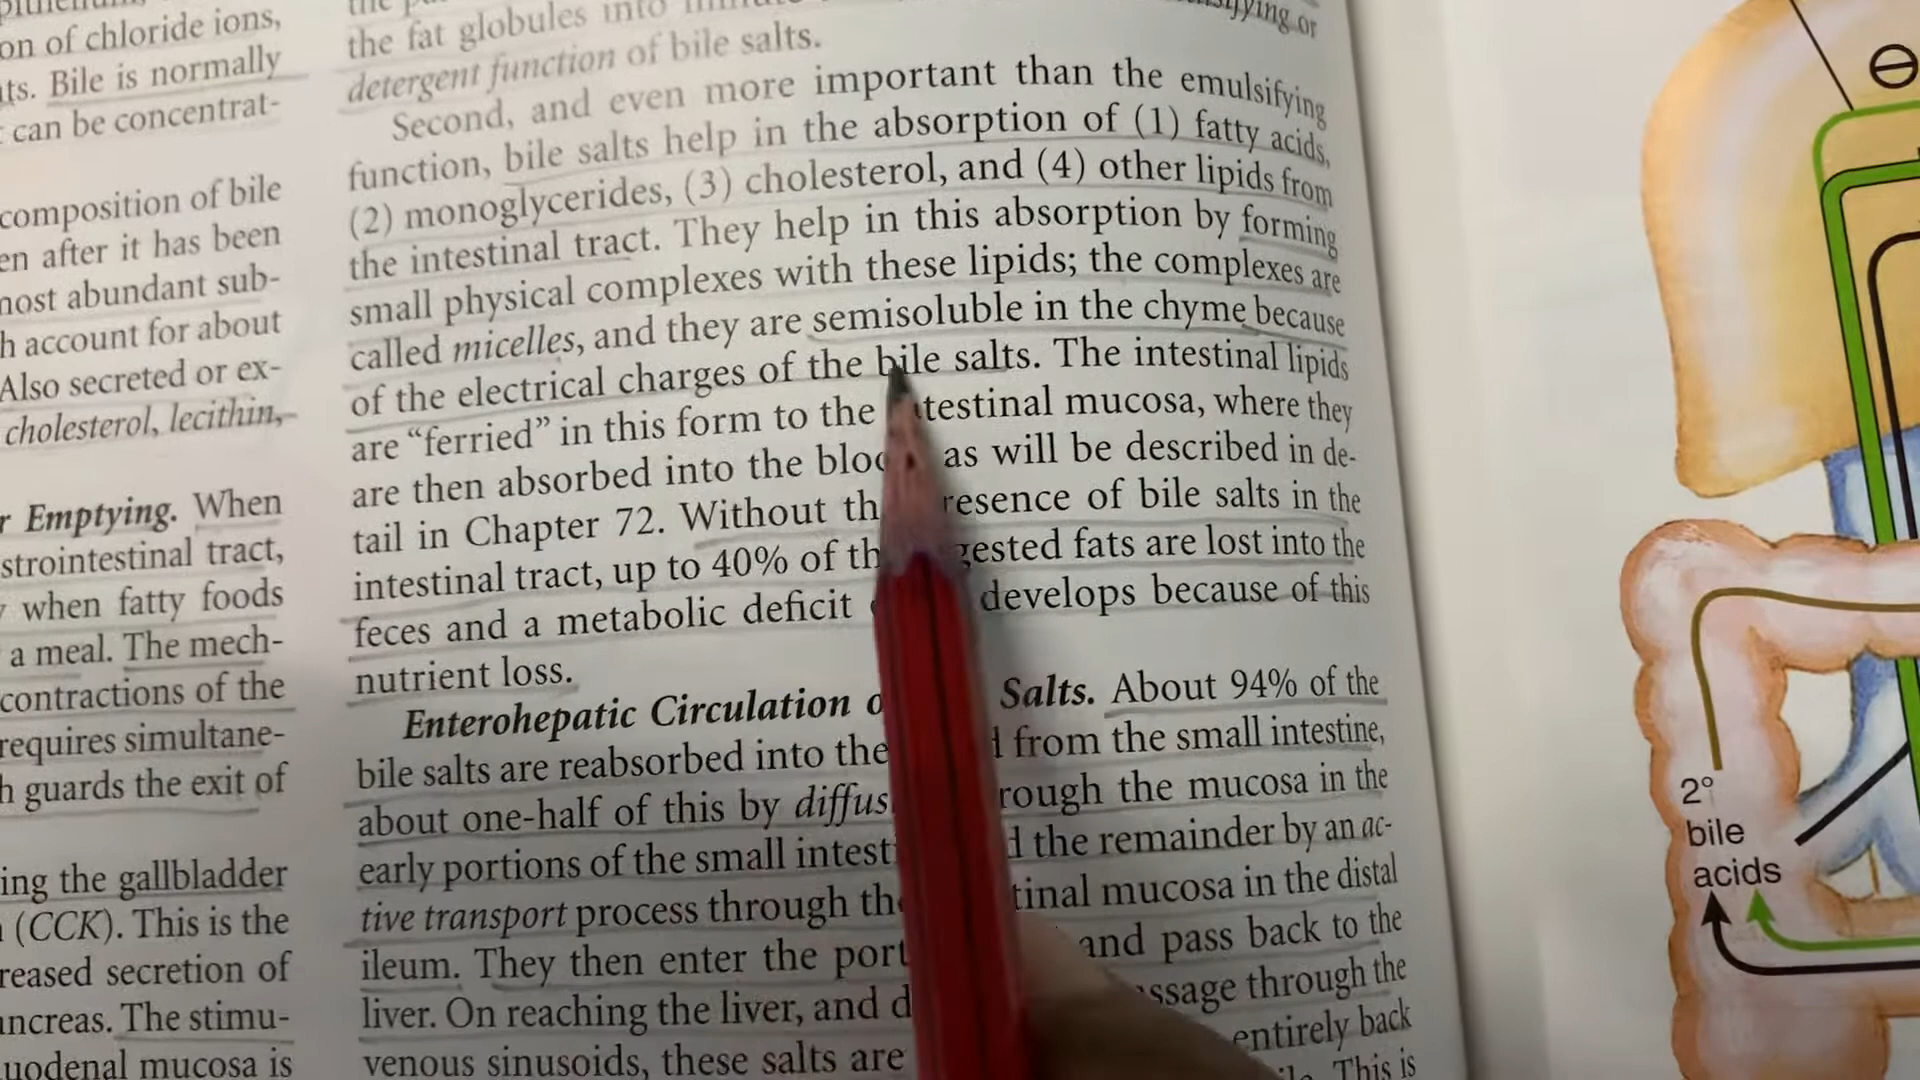 on of chloride ions,
ts. Bile is normally
can be concentrat-
composition of bile
en after it has been
most abundant sub-
h account for about
Also secreted or ex-
cholesterol, lecithin,
r Emptying. When
strointestinal tract,
when fatty foods
a meal. The mech-
contractions of the
requires simultane-
h guards the exit of
ing the gallbladder
(CCK). This is the
reased secretion of
ancreas. The stimu-
uodenal mucosa is
the fat globules into
detergent function of bile salts.
Second, and even more important than the emulsifying
function, bile salts help in the absorption of (1) fatty acids,
(2) monoglycerides, (3) cholesterol, and (4) other lipids from
the intestinal tract. They help in this absorption by forming
small physical complexes with these lipids; the complexes are
called micelles, and they are semisoluble in the chyme because
of the electrical charges of the bile salts. The intestinal lipids
are “ferried” in this form to the testinal mucosa, where they
are then absorbed into the bloo as will be described in de-
tail in Chapter 72. Without th resence of bile salts in the
intestinal tract, up to 40% of th gested fats are lost into the
feces and a metabolic deficit develops because of this
nutrient loss.
Enterohepatic Circulation o Salts. About 94% of the
bile salts are reabsorbed into the d from the small intestine,
about one-half of this by diffus rough the mucosa in the
early portions of the small intest d the remainder by an ac-
tive transport process through th tinal mucosa in the distal
ileum. They then enter the port and pass back to the
liver. On reaching the liver, and d ssage through the
venous sinusoids, these salts are entirely back
This is
2°
bile
acids